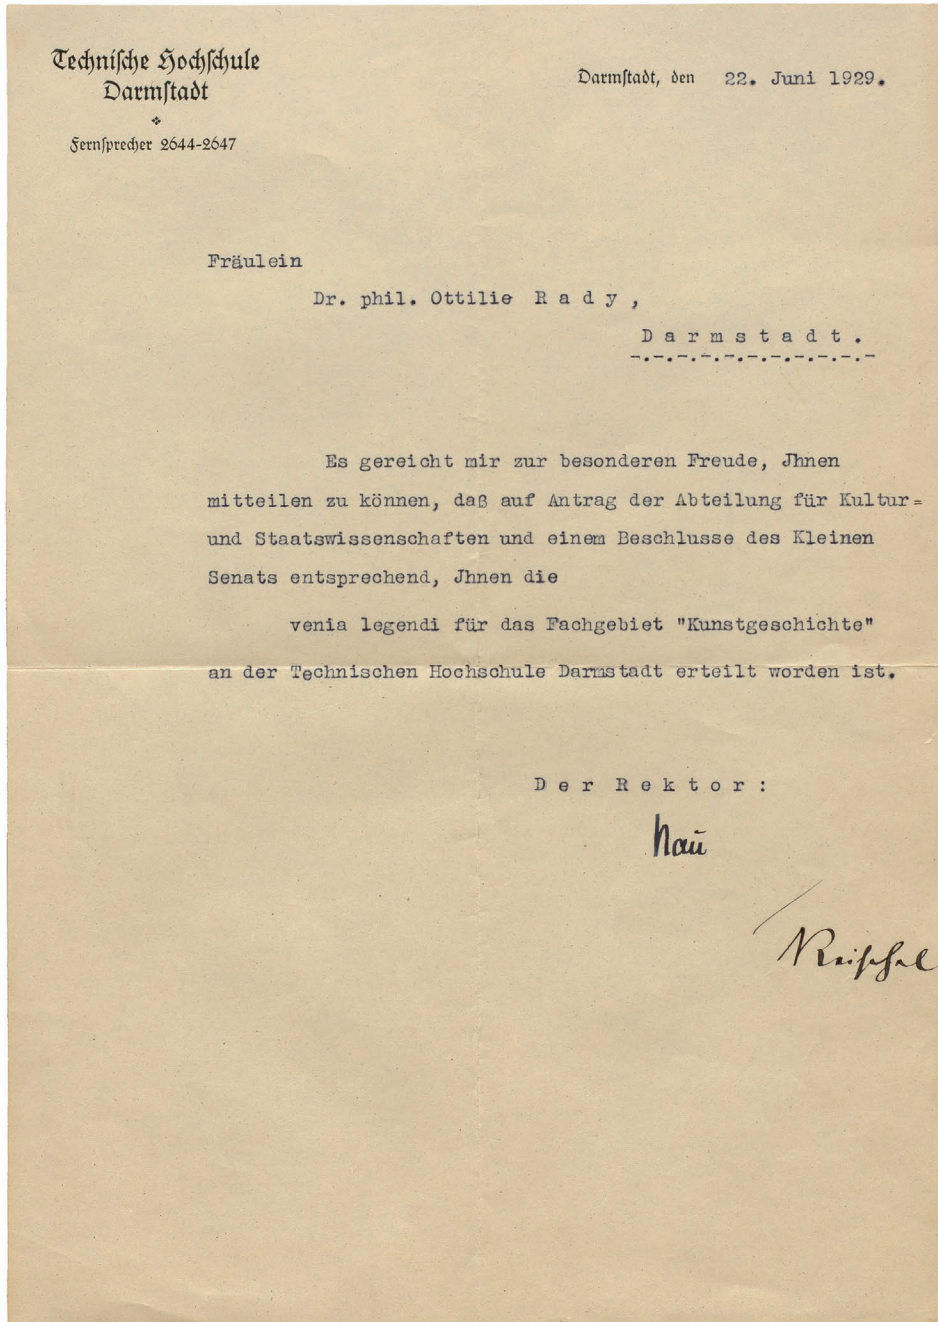 Technische Hochschule
Darmstadt
Fernsprecher 2644-2647
Darmstadt, den 22. Juni 1929.
Fräulein
Dr. phil. Ottilie R a d y ,
D a r m s t a d t .
-.-.-.-.-.-.-.-.-.-.-
Es gereicht mir zur besonderen Freude, Jhnen
mitteilen zu können, daß auf Antrag der Abteilung für Kultur=
und Staatswissenschaften und einem Beschlusse des Kleinen
Senats entsprechend, Jhnen die
venia legendi für das Fachgebiet "Kunstgeschichte"
an der Technischen Hochschule Darmstadt erteilt worden ist.
D e r R e k t o r :